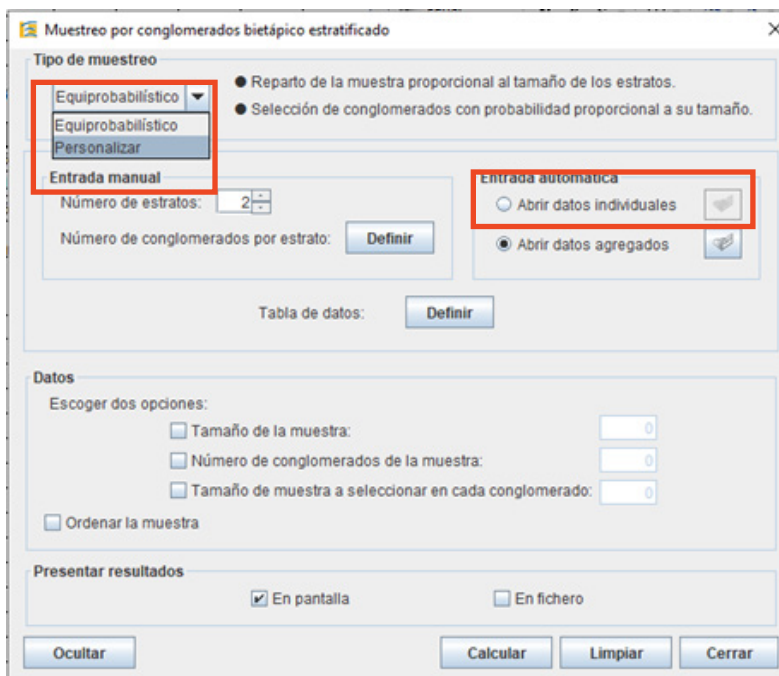 Muestreo por conglomerados bietápico estratificado
Tipo de muestreo
Equiprobabilístico
Equiprobabilístico
Personalizar
● Reparto de la muestra proporcional al tamaño de los estratos.
● Selección de conglomerados con probabilidad proporcional a su tamaño.
Entrada manual
Número de estratos: 2
Número de conglomerados por estrato: Definir
Entrada automática
Abrir datos individuales
Abrir datos agregados
Tabla de datos: Definir
Datos
Escoger dos opciones:
Tamaño de la muestra: 0
Número de conglomerados de la muestra: 0
Tamaño de muestra a seleccionar en cada conglomerado: 0
Ordenar la muestra
Presentar resultados
En pantalla
En fichero
Ocultar
Calcular
Limpiar
Cerrar